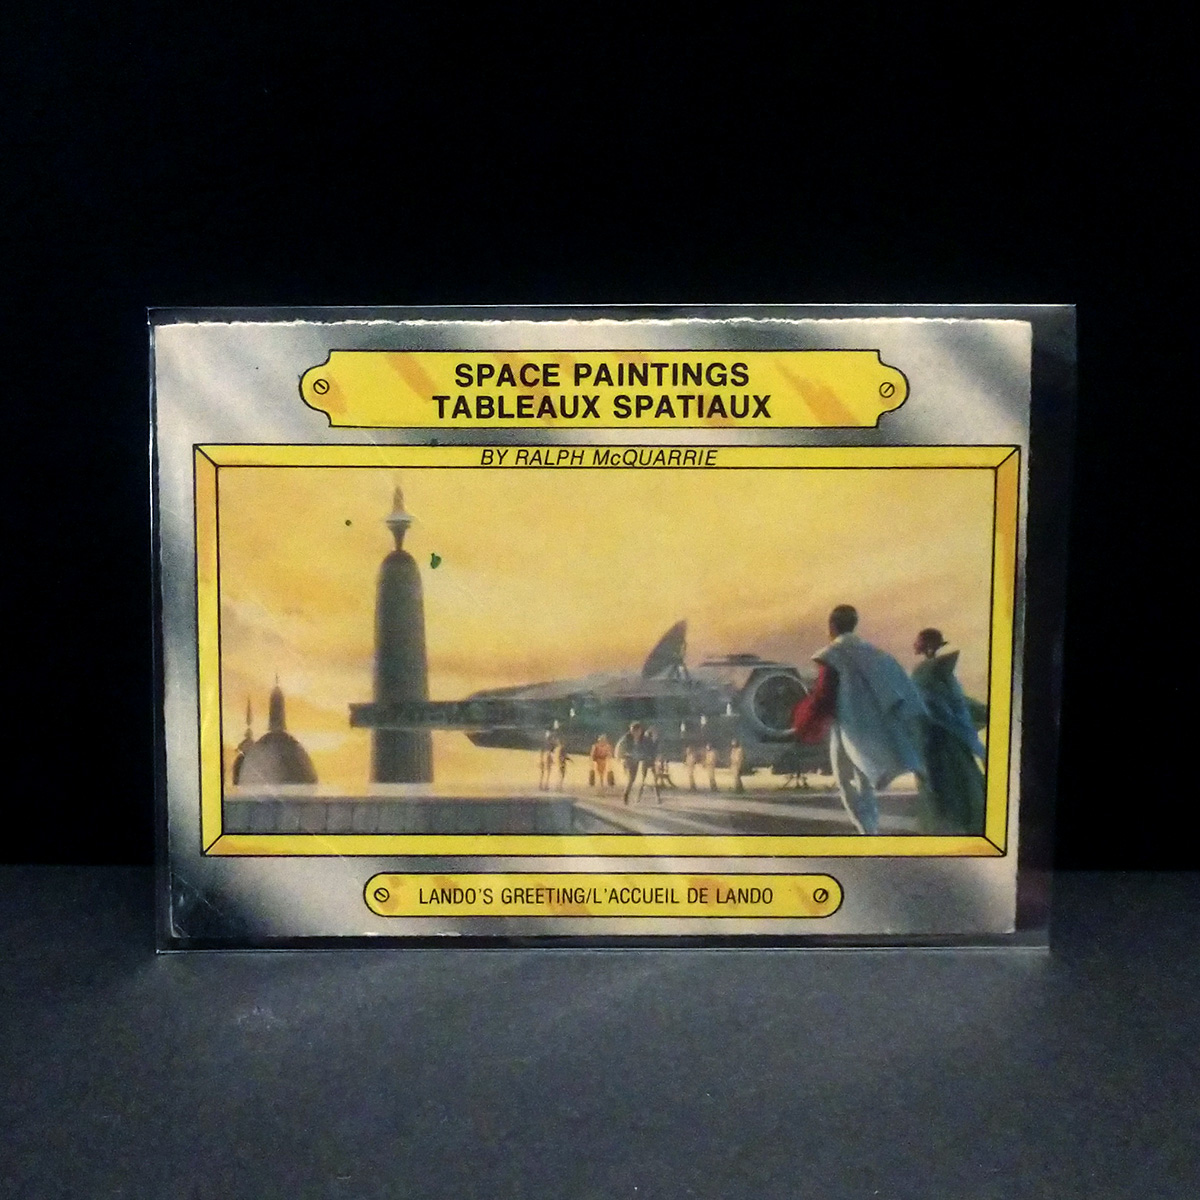 SPACE PAINTINGS
TABLEAUX SPATIAUX
BY RALPH McQUARRIE
LANDO'S GREETING/L'ACCUEIL DE LANDO